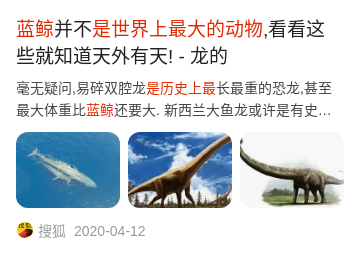 蓝鲸并不是世界上最大的动物,看看这
些就知道天外有天! - 龙的
毫无疑问,易碎双腔龙是历史上最长最重的恐龙,甚至
最大体重比蓝鲸还要大. 新西兰大鱼龙或许是有史…
搜狐 2020-04-12